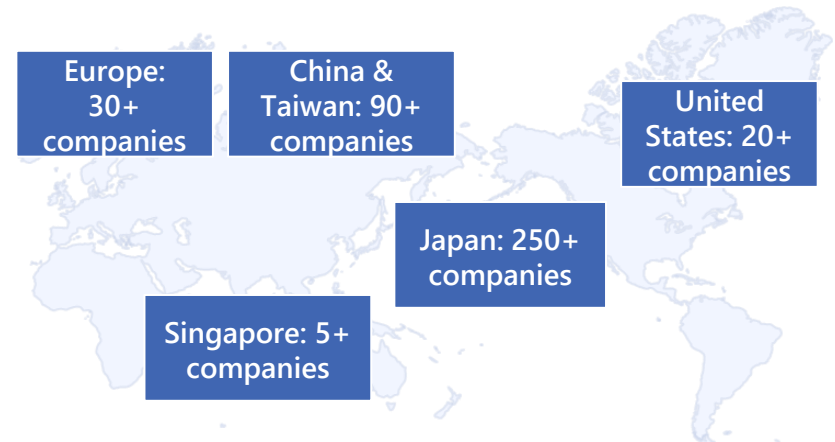 Europe:
30+
companies
China &
Taiwan: 90+
companies
United
States: 20+
companies
Japan: 250+
companies
Singapore: 5+
companies